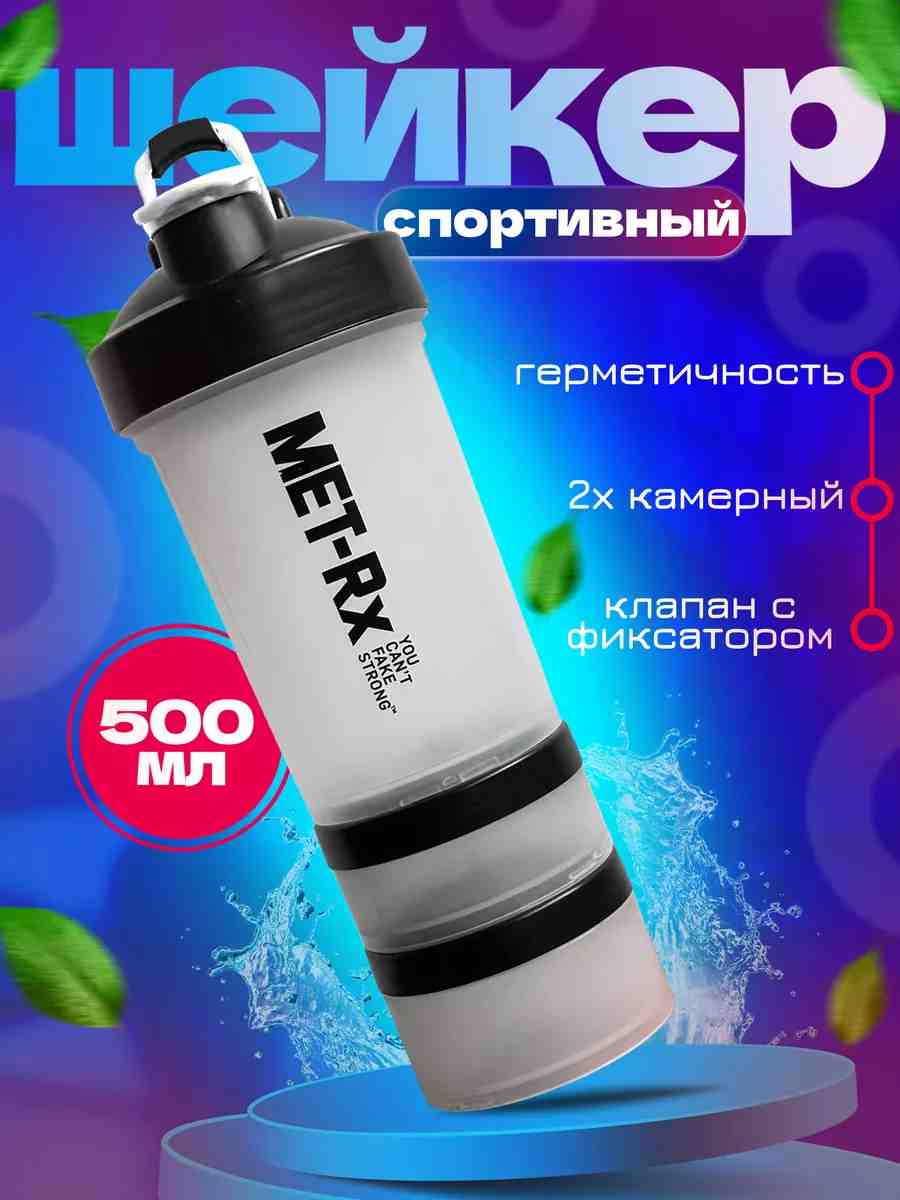 шейкер
спортивный
герметичность
2х камерный
клапан с
фиксатором
MET-Rx
YOU
CAN'T
FAKE
STRONG™
500
мл